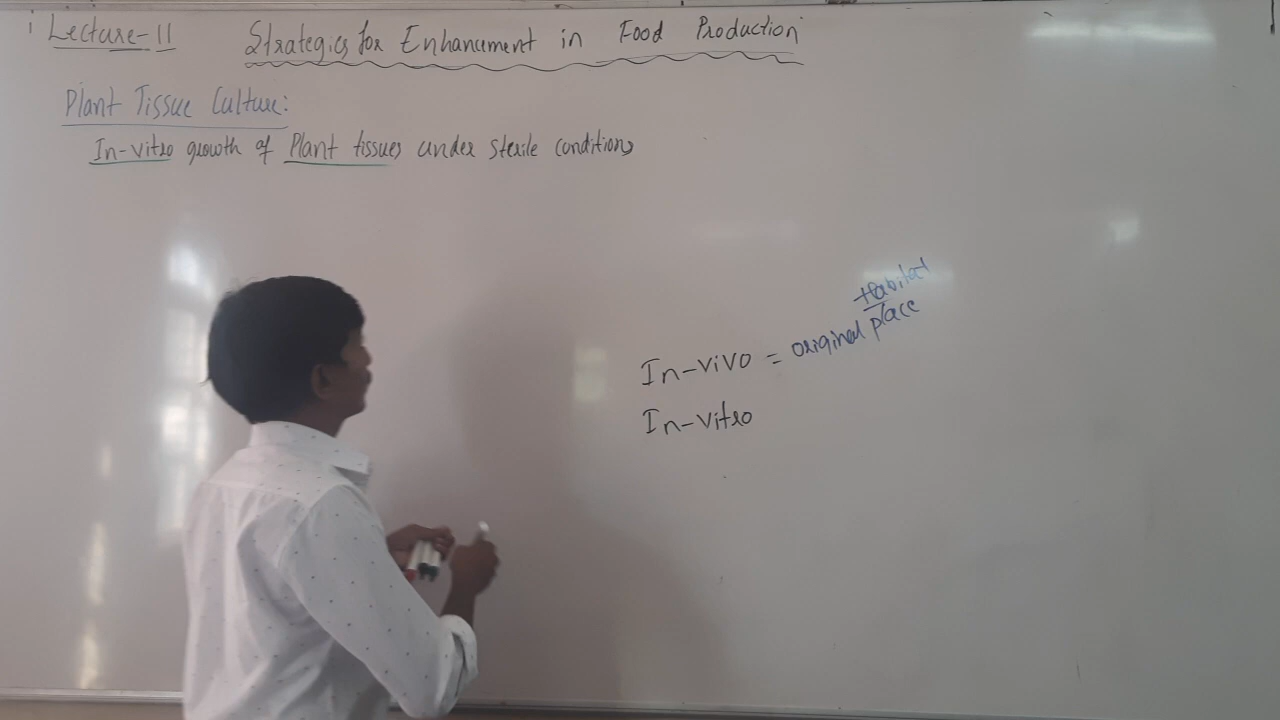 Lecture-11
Strategies for Enhancement in Food Production
Plant Tissue Culture:
In-vitro growth of Plant tissues under sterile conditions
Habitat
In-vivo = original place
In-vitro